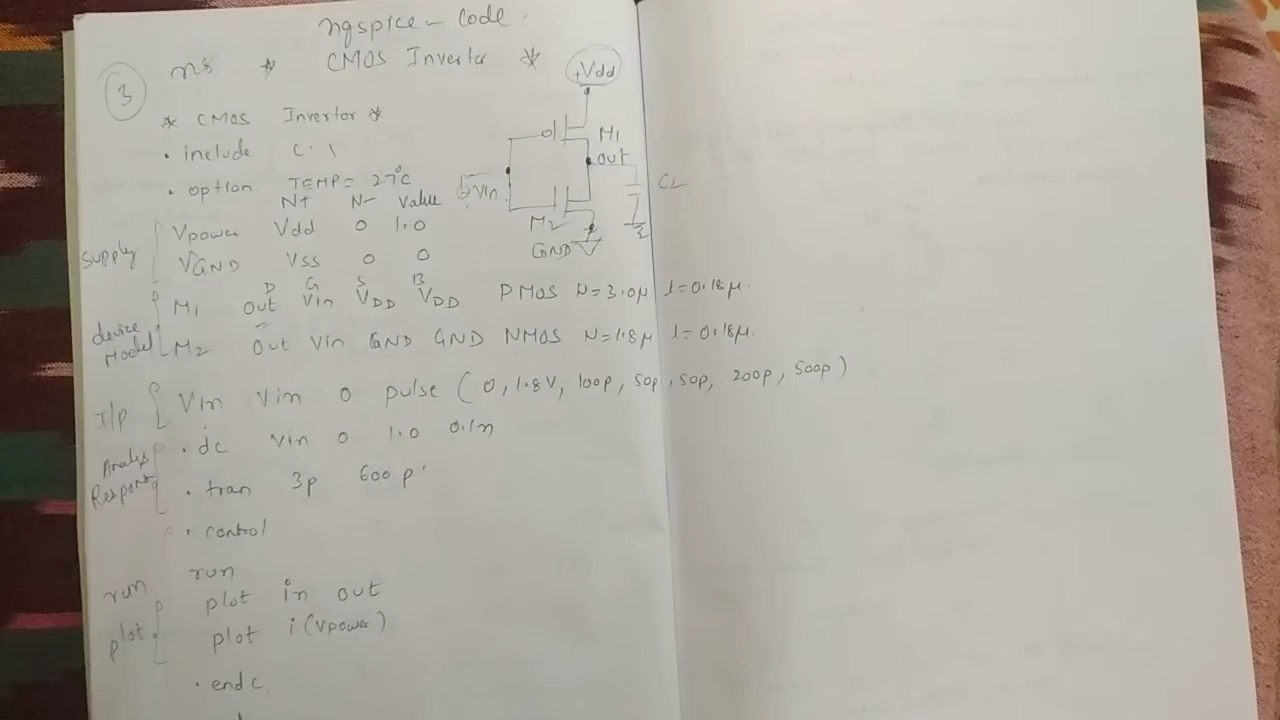 ngspice - Code.
* CMOS Inverter *
3
* CMOS Inverter *
. include C:\
. option TEMP = 27°C
N+ N- Value
Supply
Vpower Vdd 0 1.0
VGND VSS 0 0
D G S B
device Model
M1 out Vin VDD VDD PMOS W=3.0μ l=0.18μ.
M2 Out Vin GND GND NMOS W=1.8μ l=0.18μ.
I/p
Vin Vin 0 pulse (0, 1.8V, 100p, 50p, 50p, 200p, 500p)
Response
. dc Vin 0 1.0 0.1n
. tran 3p 600p
. control
run
run
plot
plot in out
plot i(Vpower)
. endc.
+Vdd
M1
out
Vin
CL
M2
GND